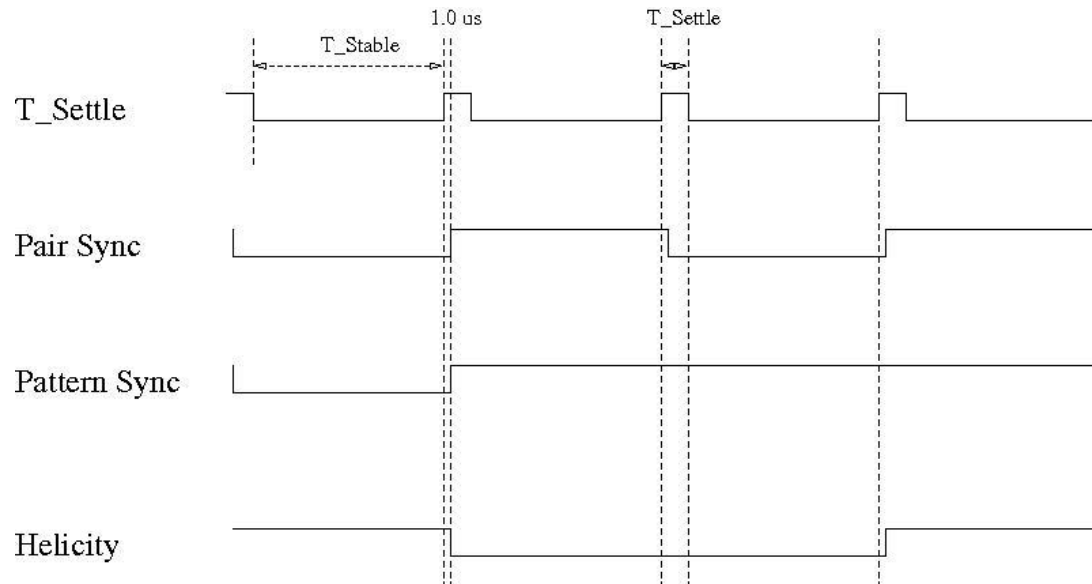 1.0 us
T_Settle
T_Stable
T_Settle
Pair Sync
Pattern Sync
Helicity